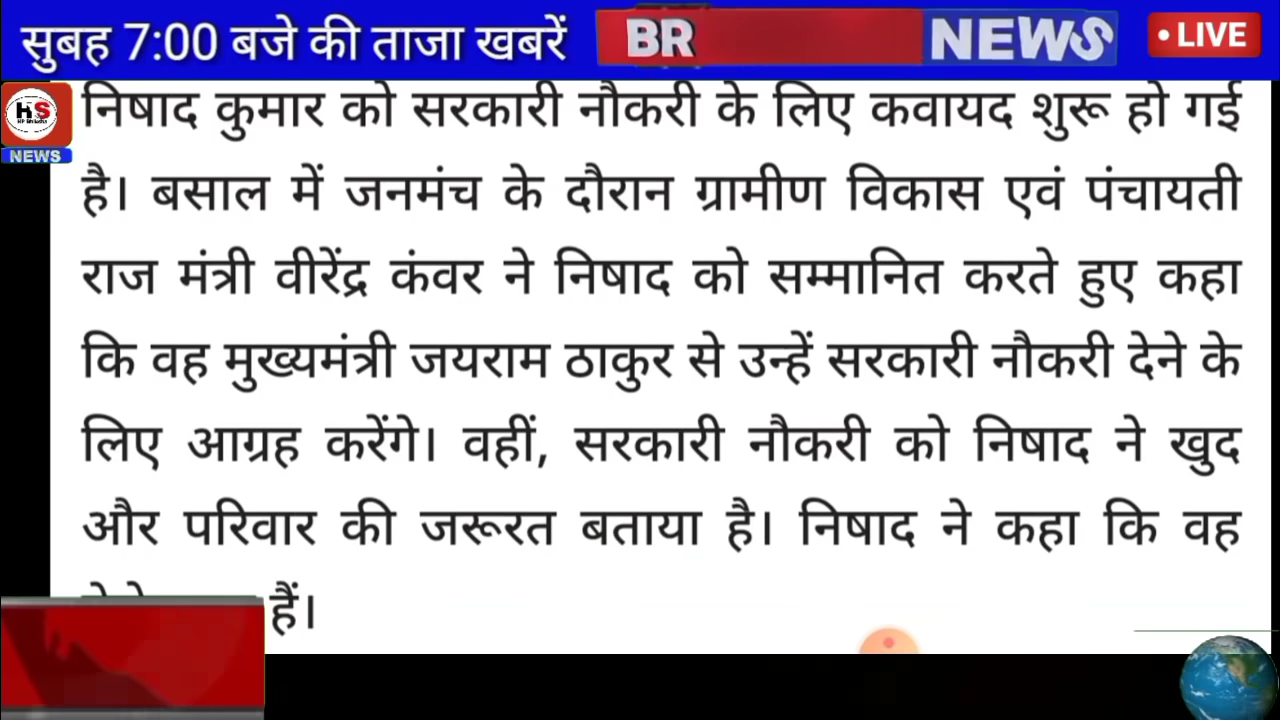 सुबह 7:00 बजे की ताजा खबरें
BR NEWS
• LIVE
HS
NEWS
निषाद कुमार को सरकारी नौकरी के लिए कवायद शुरू हो गई
है। बसाल में जनमंच के दौरान ग्रामीण विकास एवं पंचायती
राज मंत्री वीरेंद्र कंवर ने निषाद को सम्मानित करते हुए कहा
कि वह मुख्यमंत्री जयराम ठाकुर से उन्हें सरकारी नौकरी देने के
लिए आग्रह करेंगे। वहीं, सरकारी नौकरी को निषाद ने खुद
और परिवार की जरूरत बताया है। निषाद ने कहा कि वह
हैं।